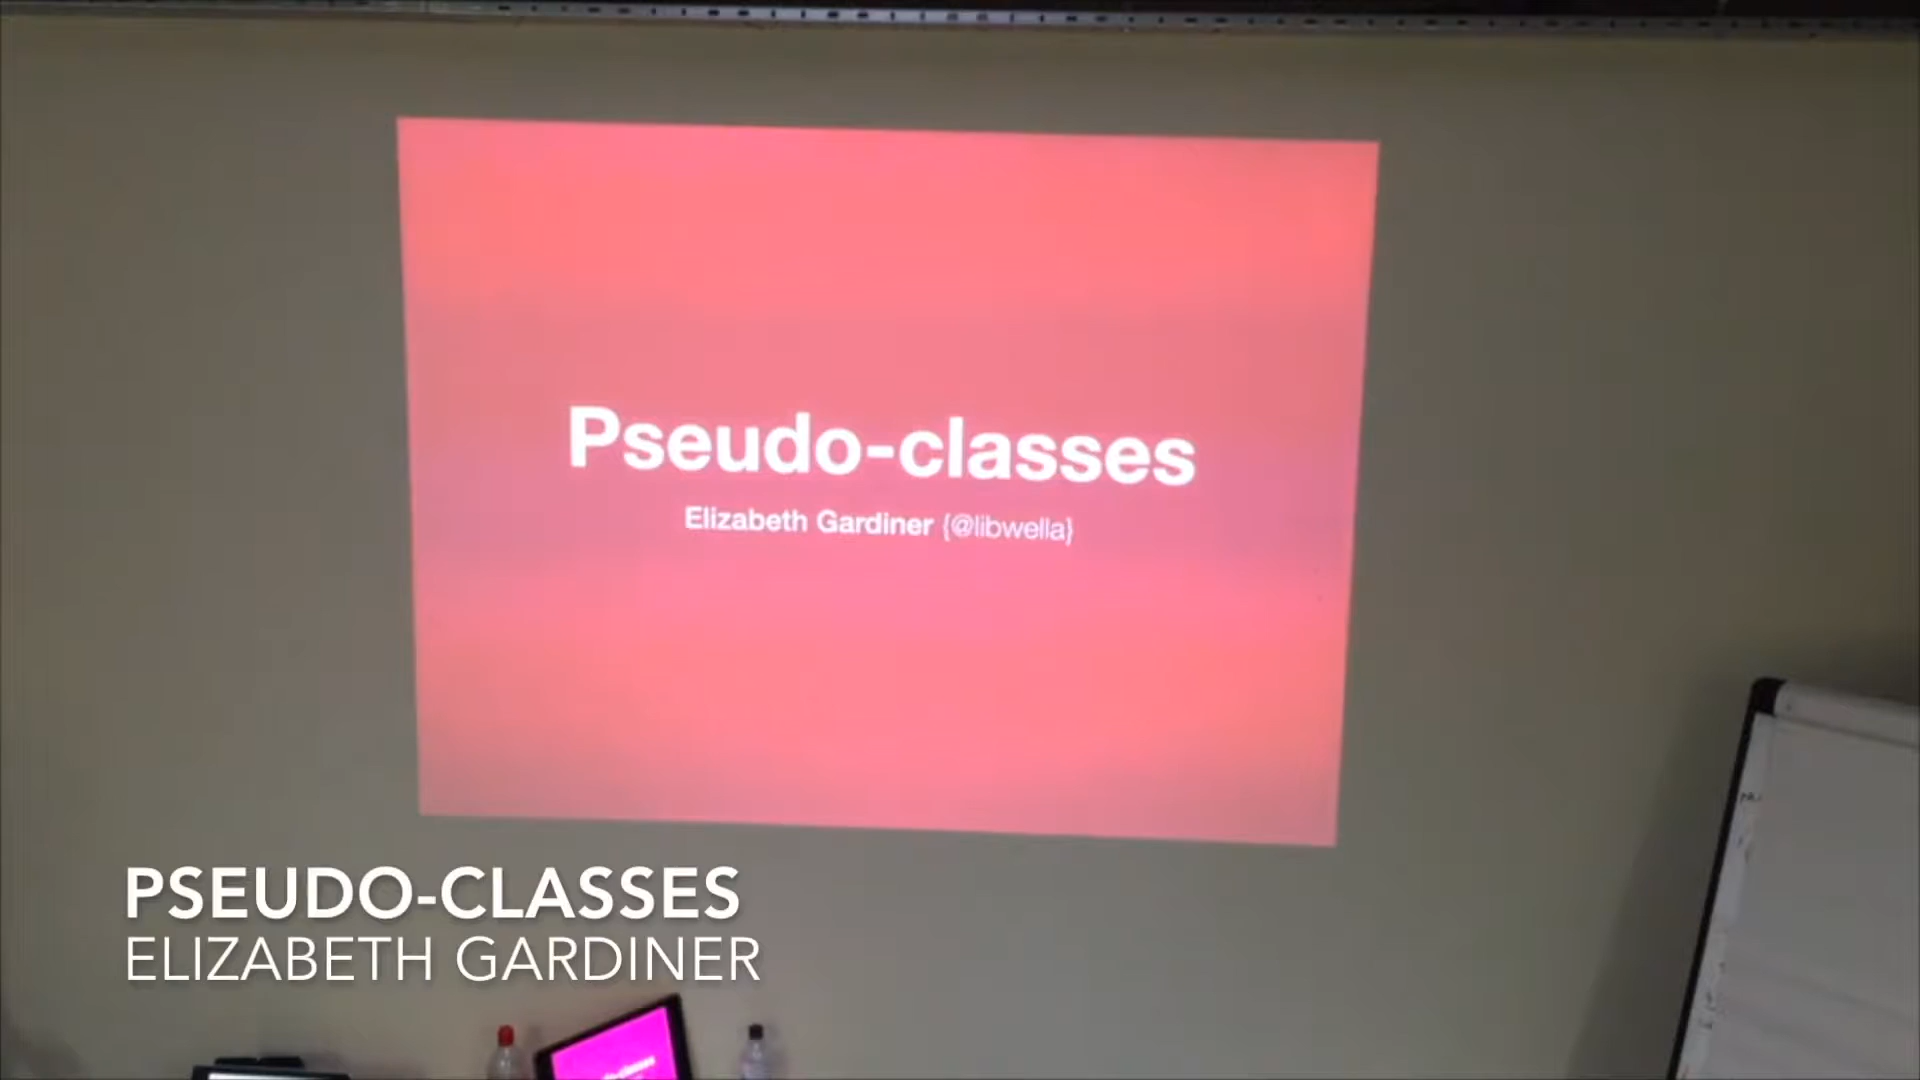 Pseudo-classes
Elizabeth Gardiner {@libwella}
PSEUDO-CLASSES
ELIZABETH GARDINER